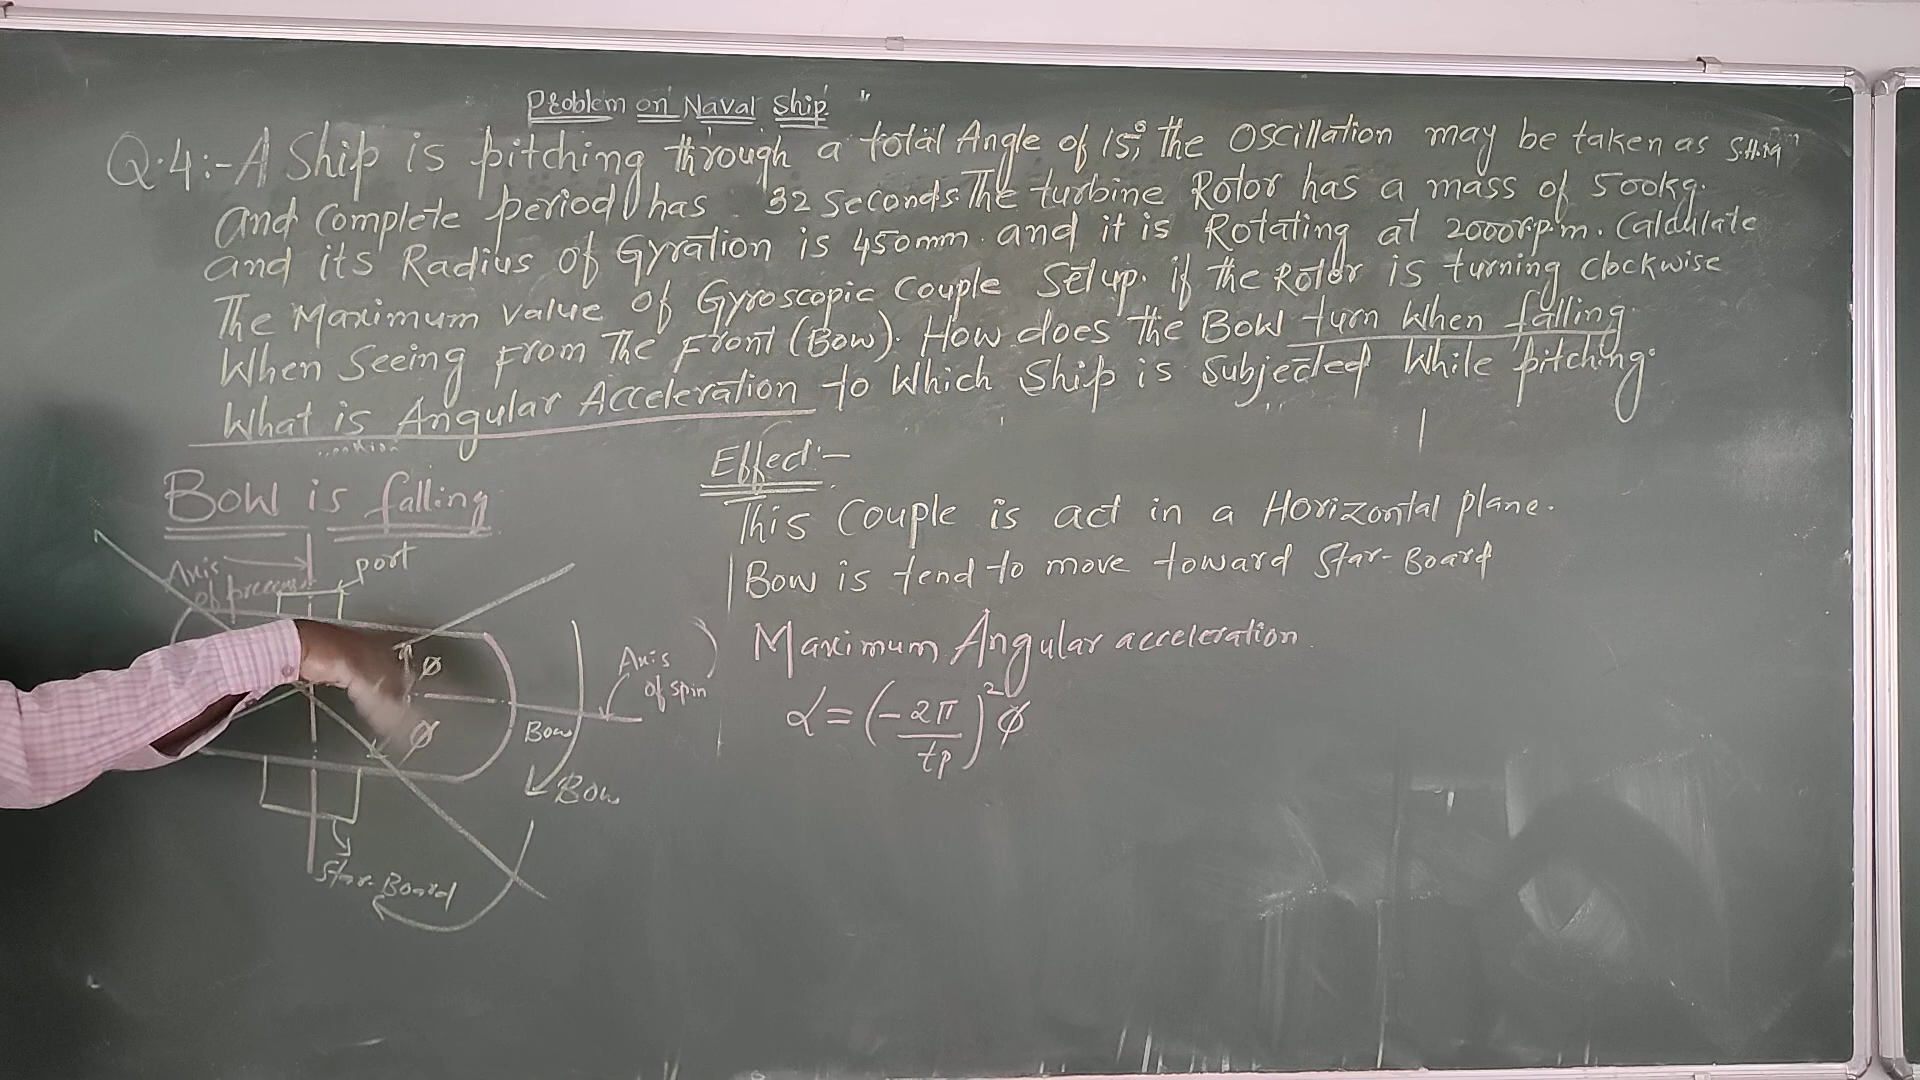 Problem on Naval Ship "
Q.4:- A Ship is pitching through a total Angle of 15°, the Oscillation may be taken as S.H.M
and Complete period has 32 Seconds. The turbine Rotor has a mass of 500kg.
and its Radius of Gyration is 450mm. and it is Rotating at 2000 r.p.m. Calculate
The Maximum value of Gyroscopic Couple Setup. if the Rotor is turning Clockwise
When Seeing From The Front (Bow). How does the Bow turn When falling.
What is Angular Acceleration to Which Ship is Subjected While pitching.
Bow is falling
Effect:-
This Couple is act in a Horizontal plane.
Bow is tend to move toward Star-Board
Maximum Angular acceleration
α = (-2π/tp)² ϕ
Axis
of
port
ϕ
Axis
of spin
ϕ
Bow
Bow
Star-Board